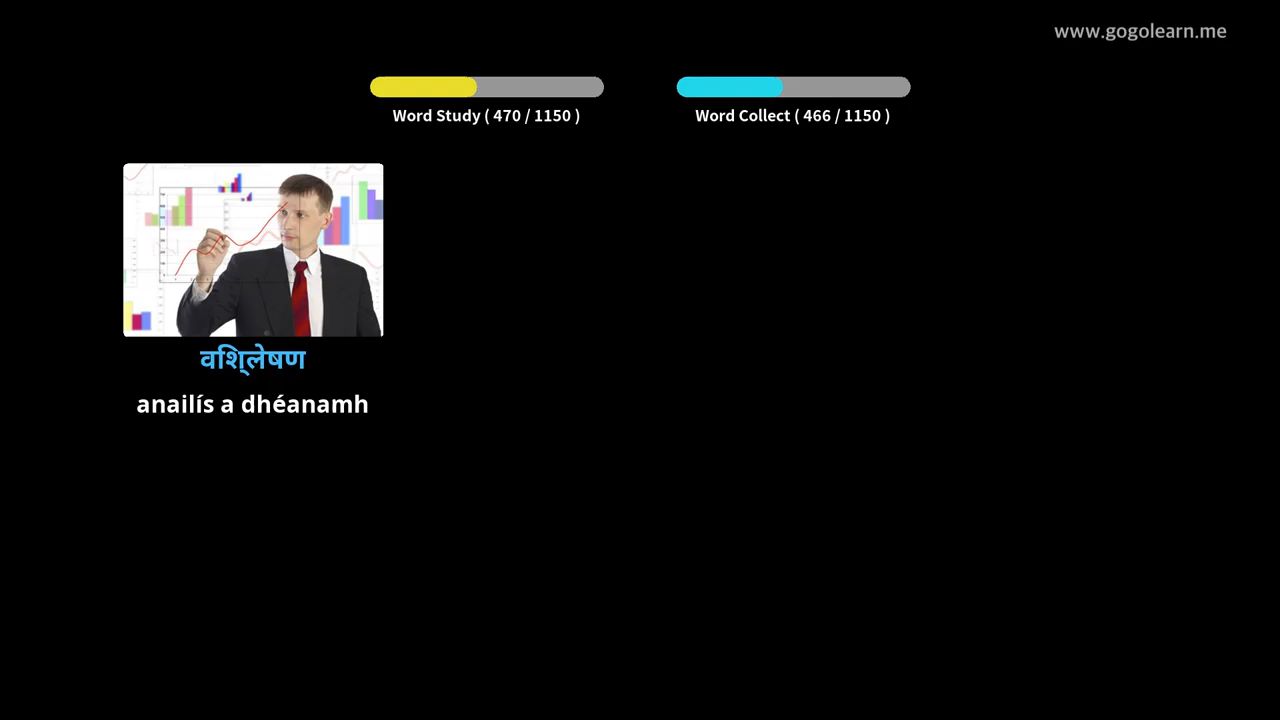 www.gogolearn.me
Word Study ( 470 / 1150 )
Word Collect ( 466 / 1150 )
विश्लेषण
anailís a dhéanamh